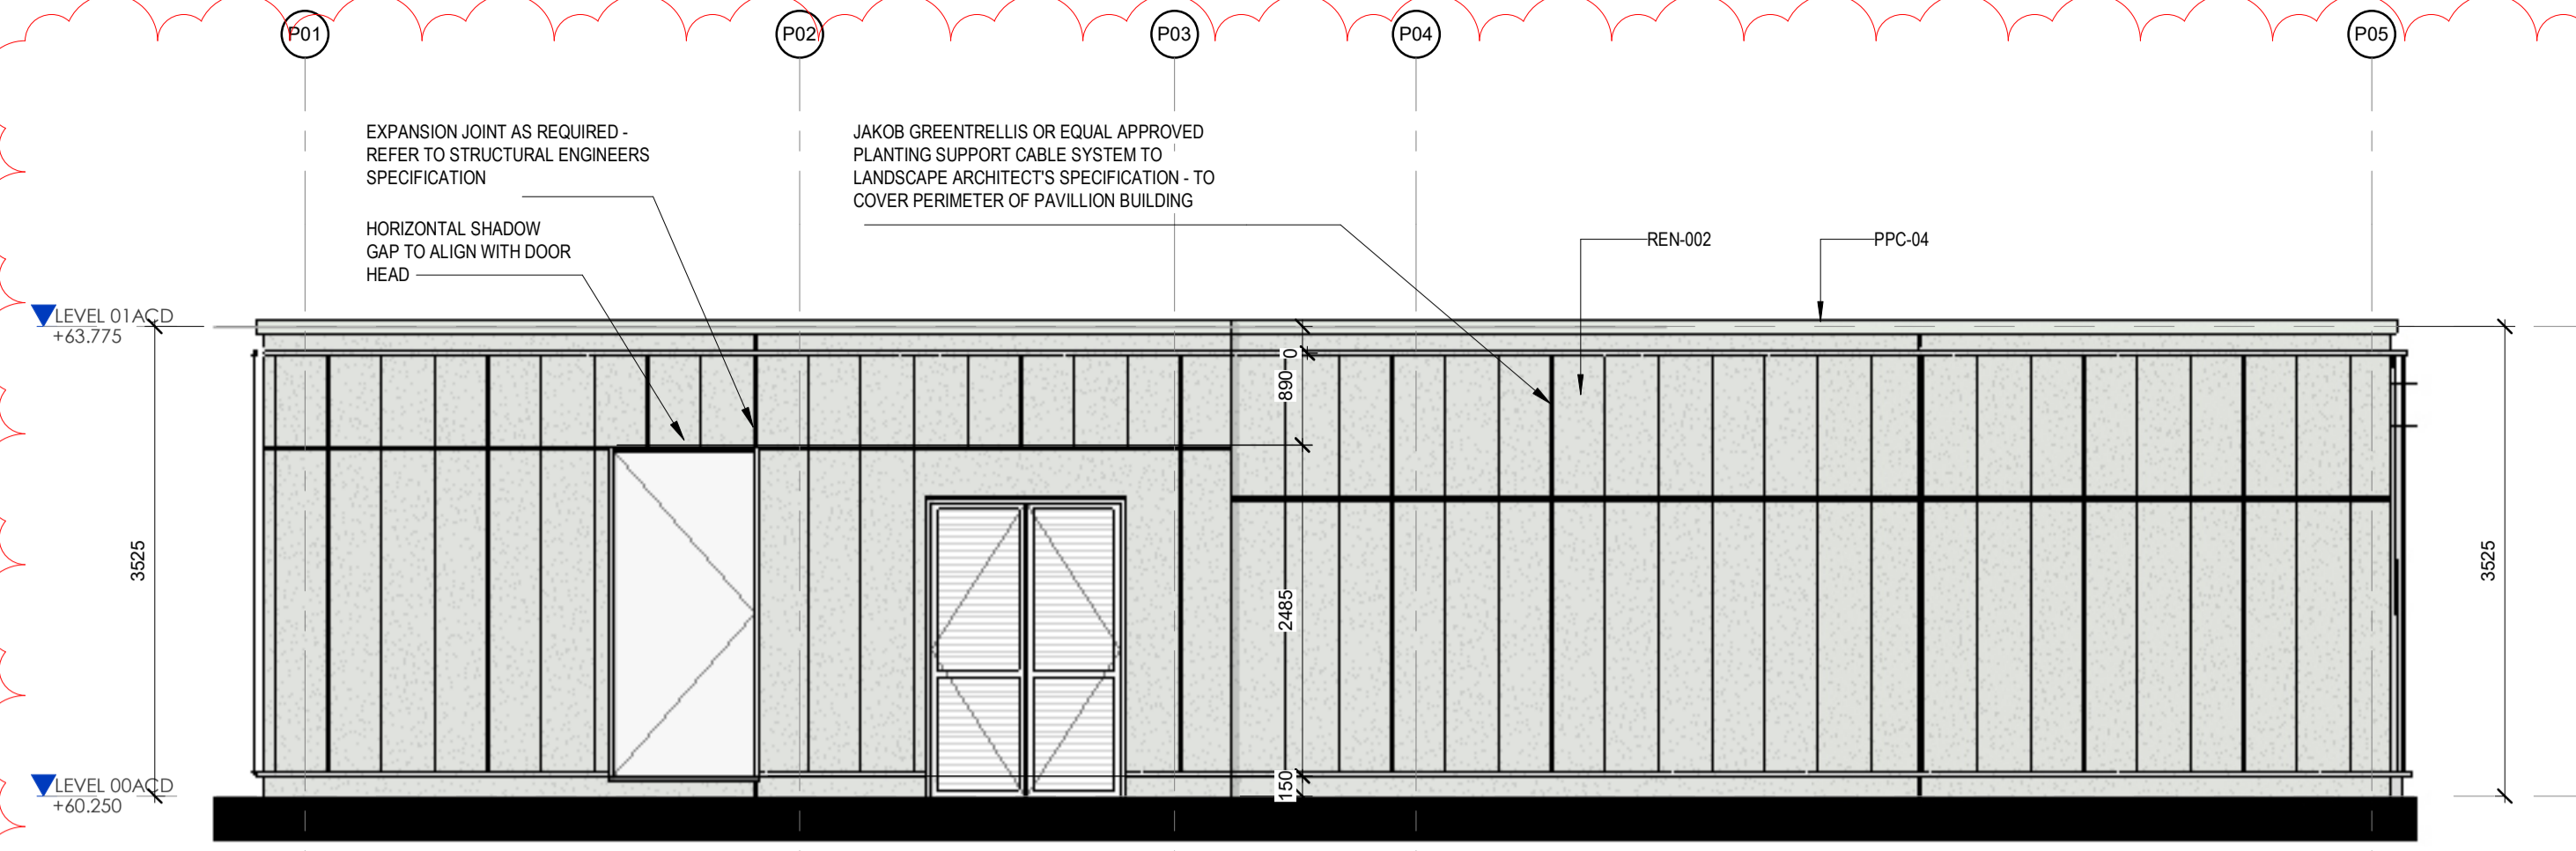 P01
P02
P03
P04
P05
EXPANSION JOINT AS REQUIRED -
REFER TO STRUCTURAL ENGINEERS
SPECIFICATION
HORIZONTAL SHADOW
GAP TO ALIGN WITH DOOR
HEAD
JAKOB GREENTRELLIS OR EQUAL APPROVED
PLANTING SUPPORT CABLE SYSTEM TO
LANDSCAPE ARCHITECT'S SPECIFICATION - TO
COVER PERIMETER OF PAVILLION BUILDING
REN-002
PPC-04
LEVEL 01ACD
+63.775
3525
0
890
2485
150
3525
LEVEL 00ACD
+60.250